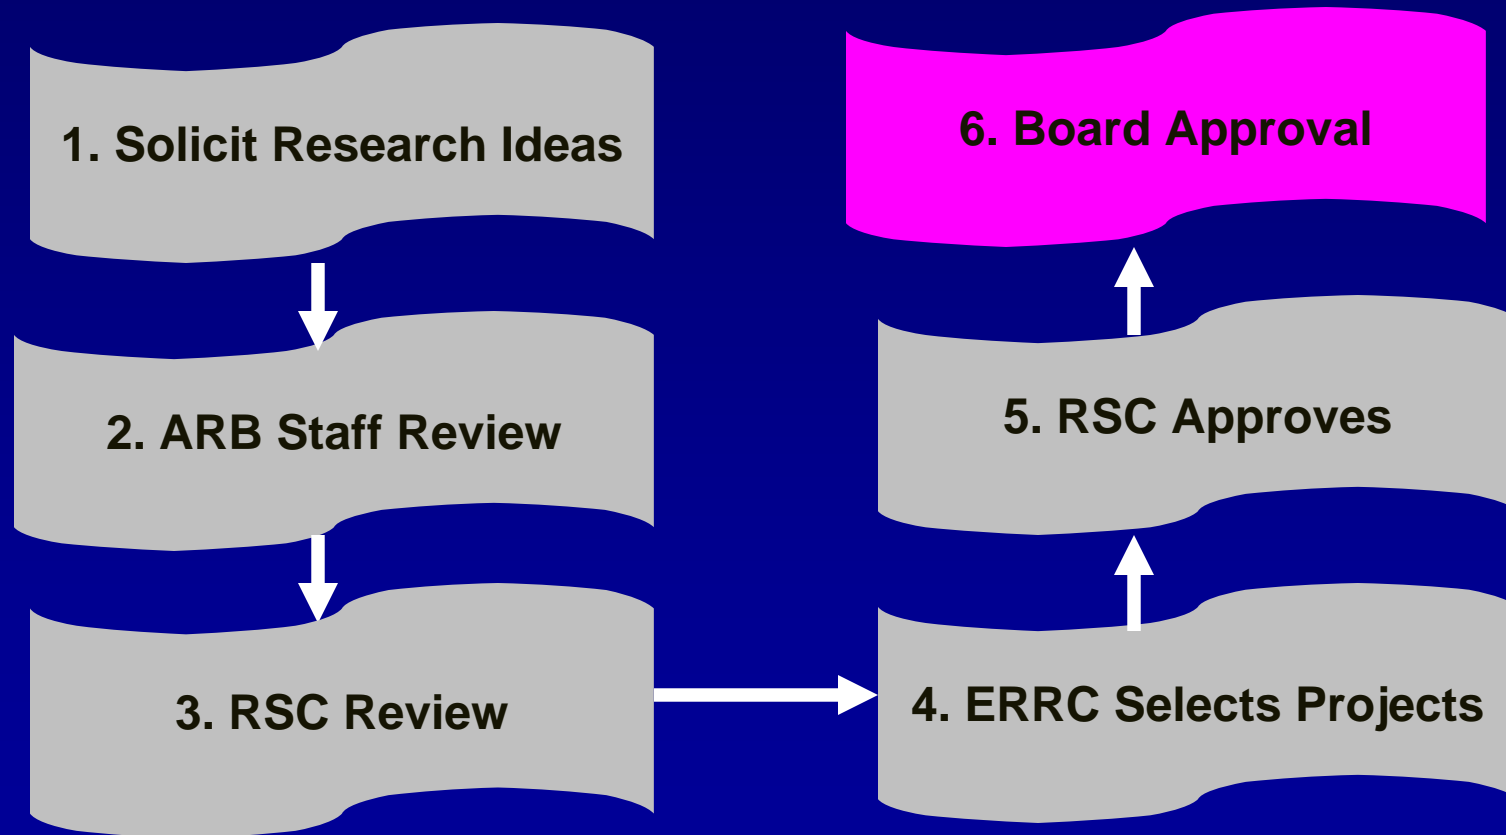 1. Solicit Research Ideas
2. ARB Staff Review
3. RSC Review
4. ERRC Selects Projects
5. RSC Approves
6. Board Approval